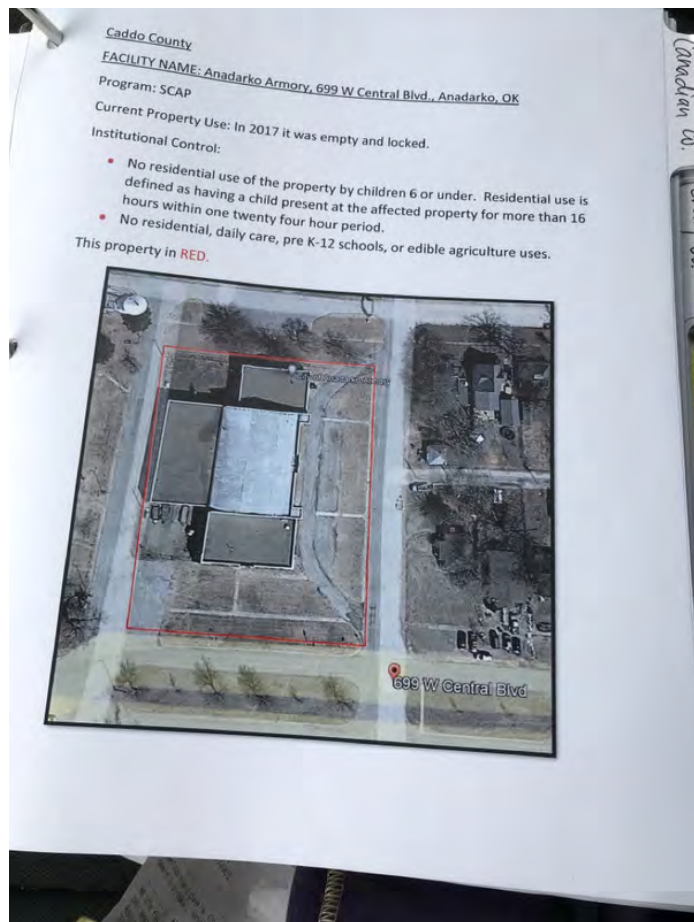 Caddo County
FACILITY NAME: Anadarko Armory, 699 W Central Blvd., Anadarko, OK
Program: SCAP
Current Property Use: In 2017 it was empty and locked.
Institutional Control:
• No residential use of the property by children 6 or under. Residential use is
defined as having a child present at the affected property for more than 16
hours within one twenty four hour period.
• No residential, daily care, pre K-12 schools, or edible agriculture uses.
This property in RED.
699 W Central Blvd
Canadian W.